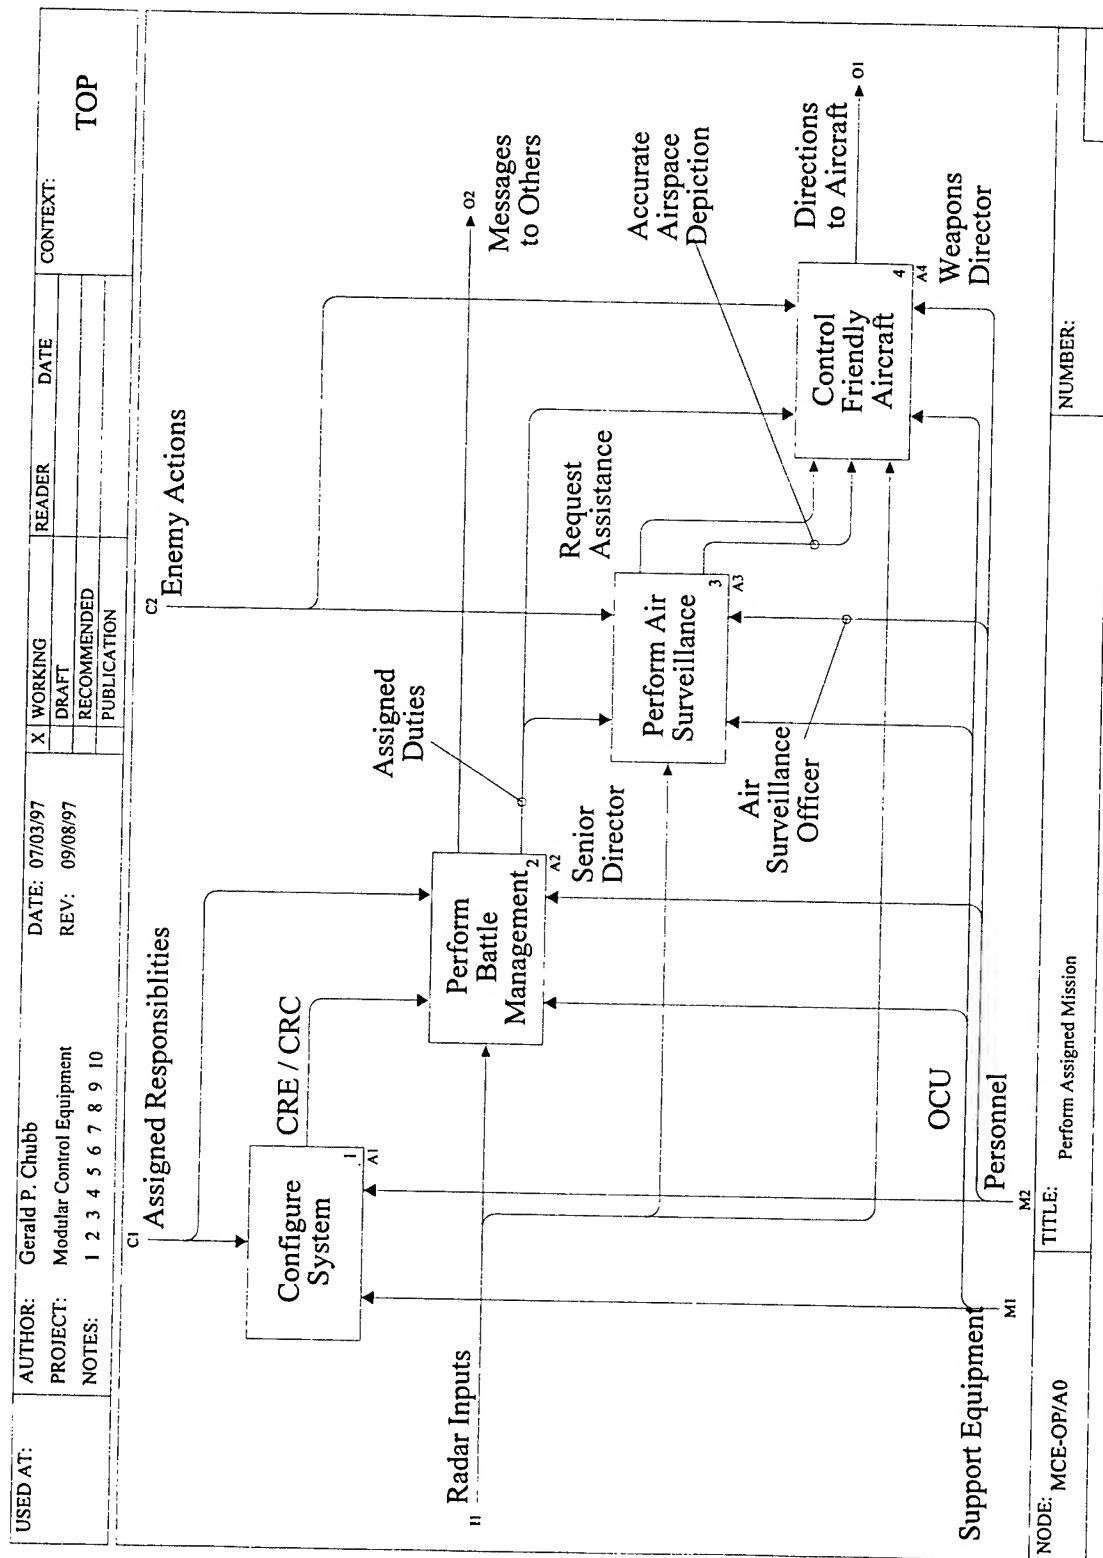 USED AT:
AUTHOR: Gerald P. Chubb
PROJECT: Modular Control Equipment
NOTES: 1 2 3 4 5 6 7 8 9 10
DATE: 07/03/97
REV: 09/08/97
X WORKING
DRAFT
RECOMMENDED
PUBLICATION
READER DATE
CONTEXT:
TOP
C1
Assigned Responsiblities
C2
Enemy Actions
Configure
System
1
A1
CRE / CRC
Perform
Battle
Management
2
A2
Senior
Director
Assigned
Duties
O2
Messages
to Others
I1 Radar Inputs
Perform Air
Surveillance
3
A3
Request
Assistance
Accurate
Airspace
Depiction
Air
Surveillance
Officer
Control
Friendly
Aircraft
4
A4
Weapons
Director
O1
Directions
to Aircraft
OCU
Personnel
M2
Support Equipment
M1
NODE: MCE-OP/A0
TITLE: Perform Assigned Mission
NUMBER: